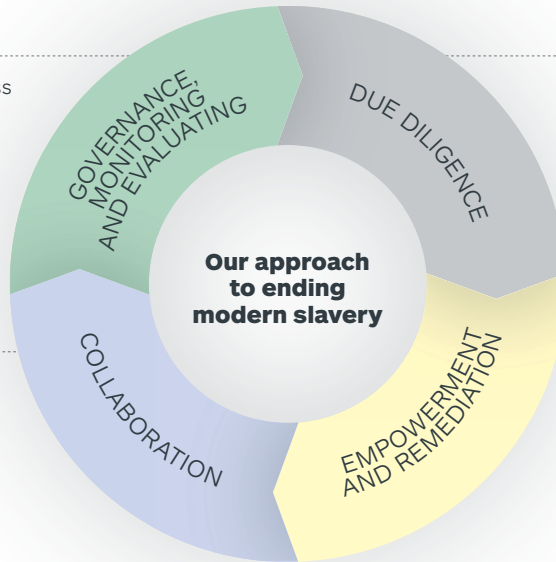 GOVERNANCE,
MONITORING
AND EVALUATING
DUE DILIGENCE
Our approach
to ending
modern slavery
COLLABORATION
EMPOWERMENT
AND REMEDIATION